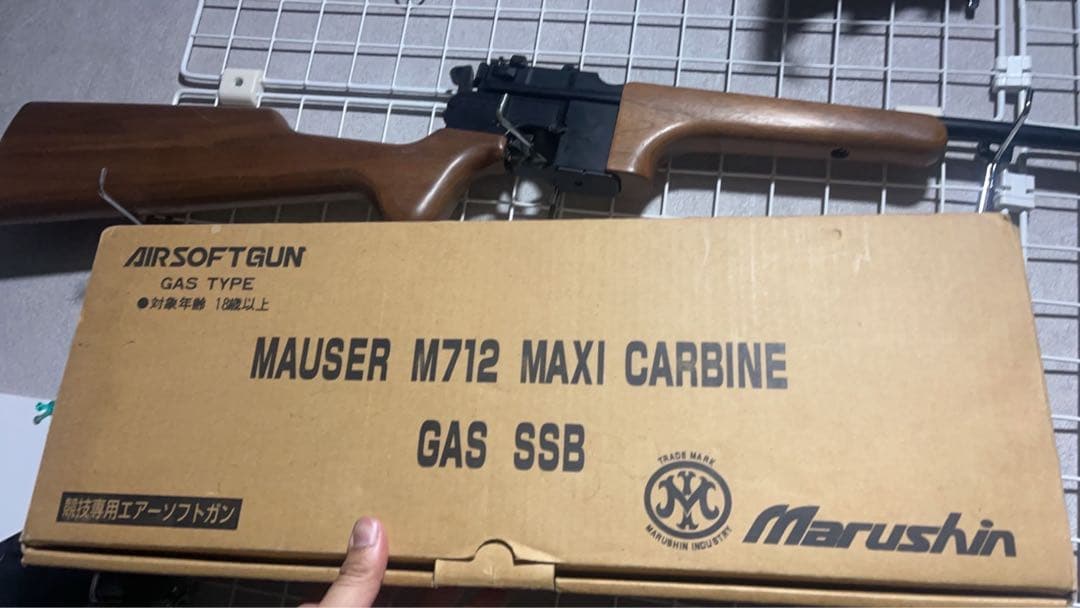 AIRSOFTGUN
GAS TYPE
●対象年齢 18歳以上
MAUSER M712 MAXI CARBINE
GAS SSB
TRADE MARK
MARUSHIN INDUSTRY
競技専用エアーソフトガン
Marushin